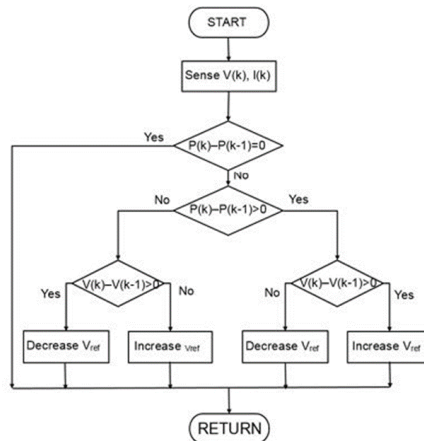 START
Sense V(k), I(k)
Yes
P(k)–P(k-1)=0
No
No
P(k)–P(k-1)>0
Yes
V(k)–V(k-1)>0
V(k)–V(k-1)>0
Yes
No
No
Yes
Decrease Vref
Increase Vref
Decrease Vref
Increase Vref
RETURN